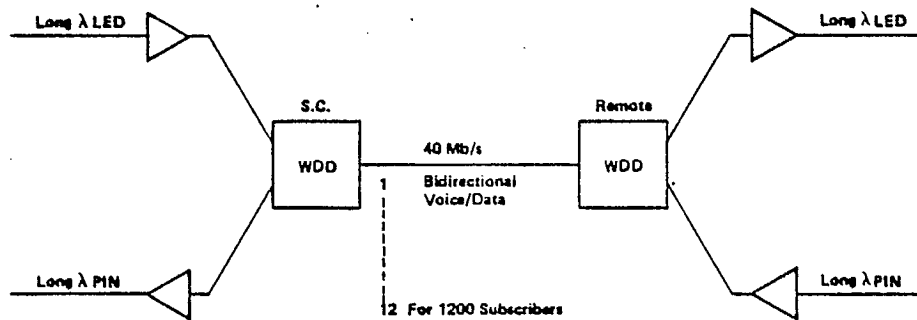 Long λ LED
Long λ LED
S.C.
Remote
WDD
40 Mb/s
WDD
1 Bidirectional
Voice/Data
Long λ PIN
Long λ PIN
12 For 1200 Subscribers